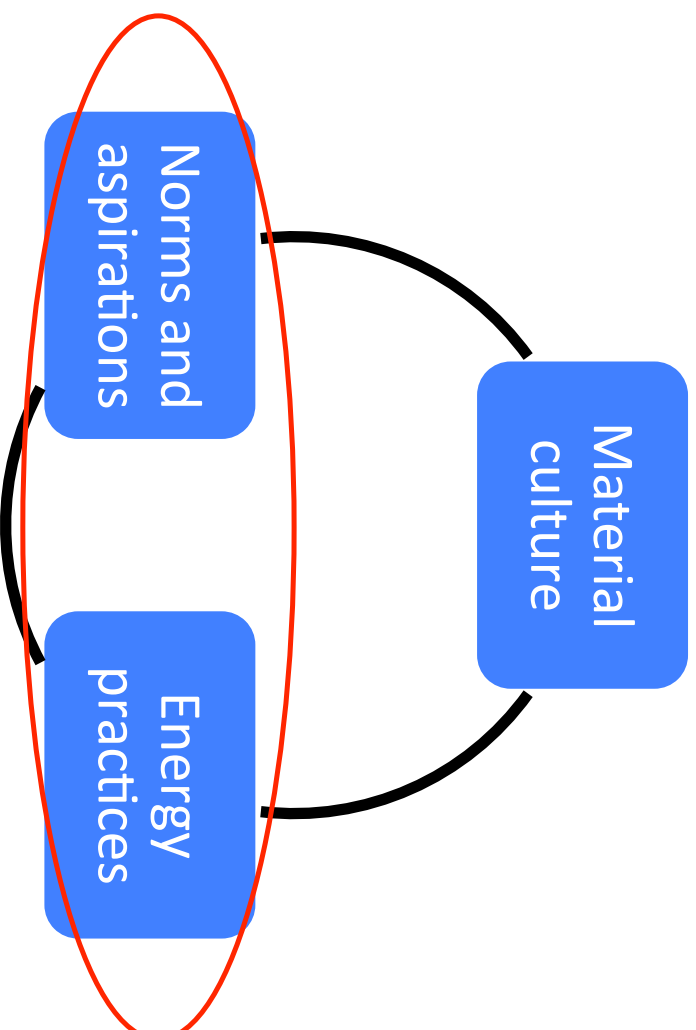 Material
culture
Norms and
aspirations
Energy
practices